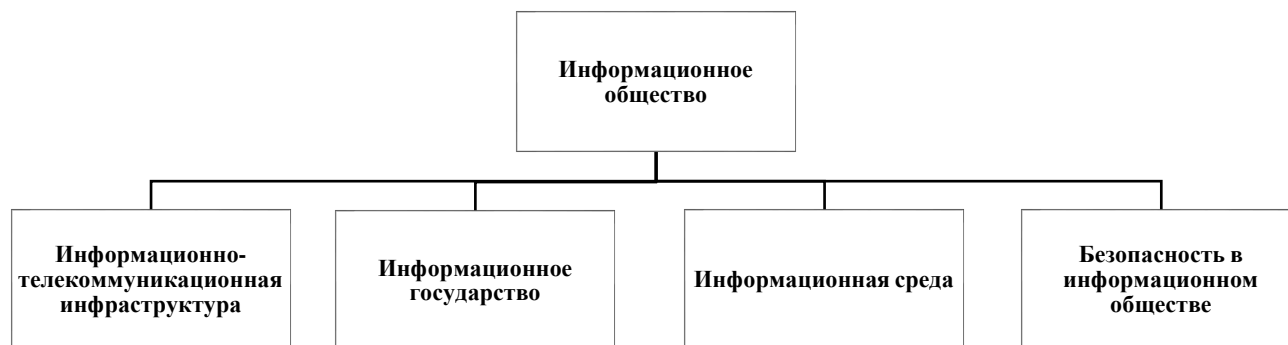 Информационное
общество
Информационно-
телекоммуникационная
инфраструктура
Информационное
государство
Информационная среда
Безопасность в
информационном
обществе